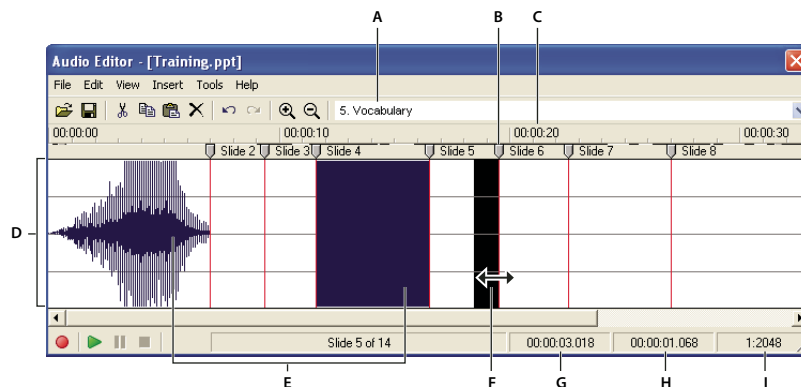 A B C
Audio Editor - [Training.ppt]
File Edit View Insert Tools Help
5. Vocabulary
00:00:00 00:00:10 00:00:20 00:00:30
Slide 2 Slide 3 Slide 4 Slide 5 Slide 6 Slide 7 Slide 8
D
Slide 5 of 14 00:00:03.018 00:00:01.068 1:2048
E F G H I